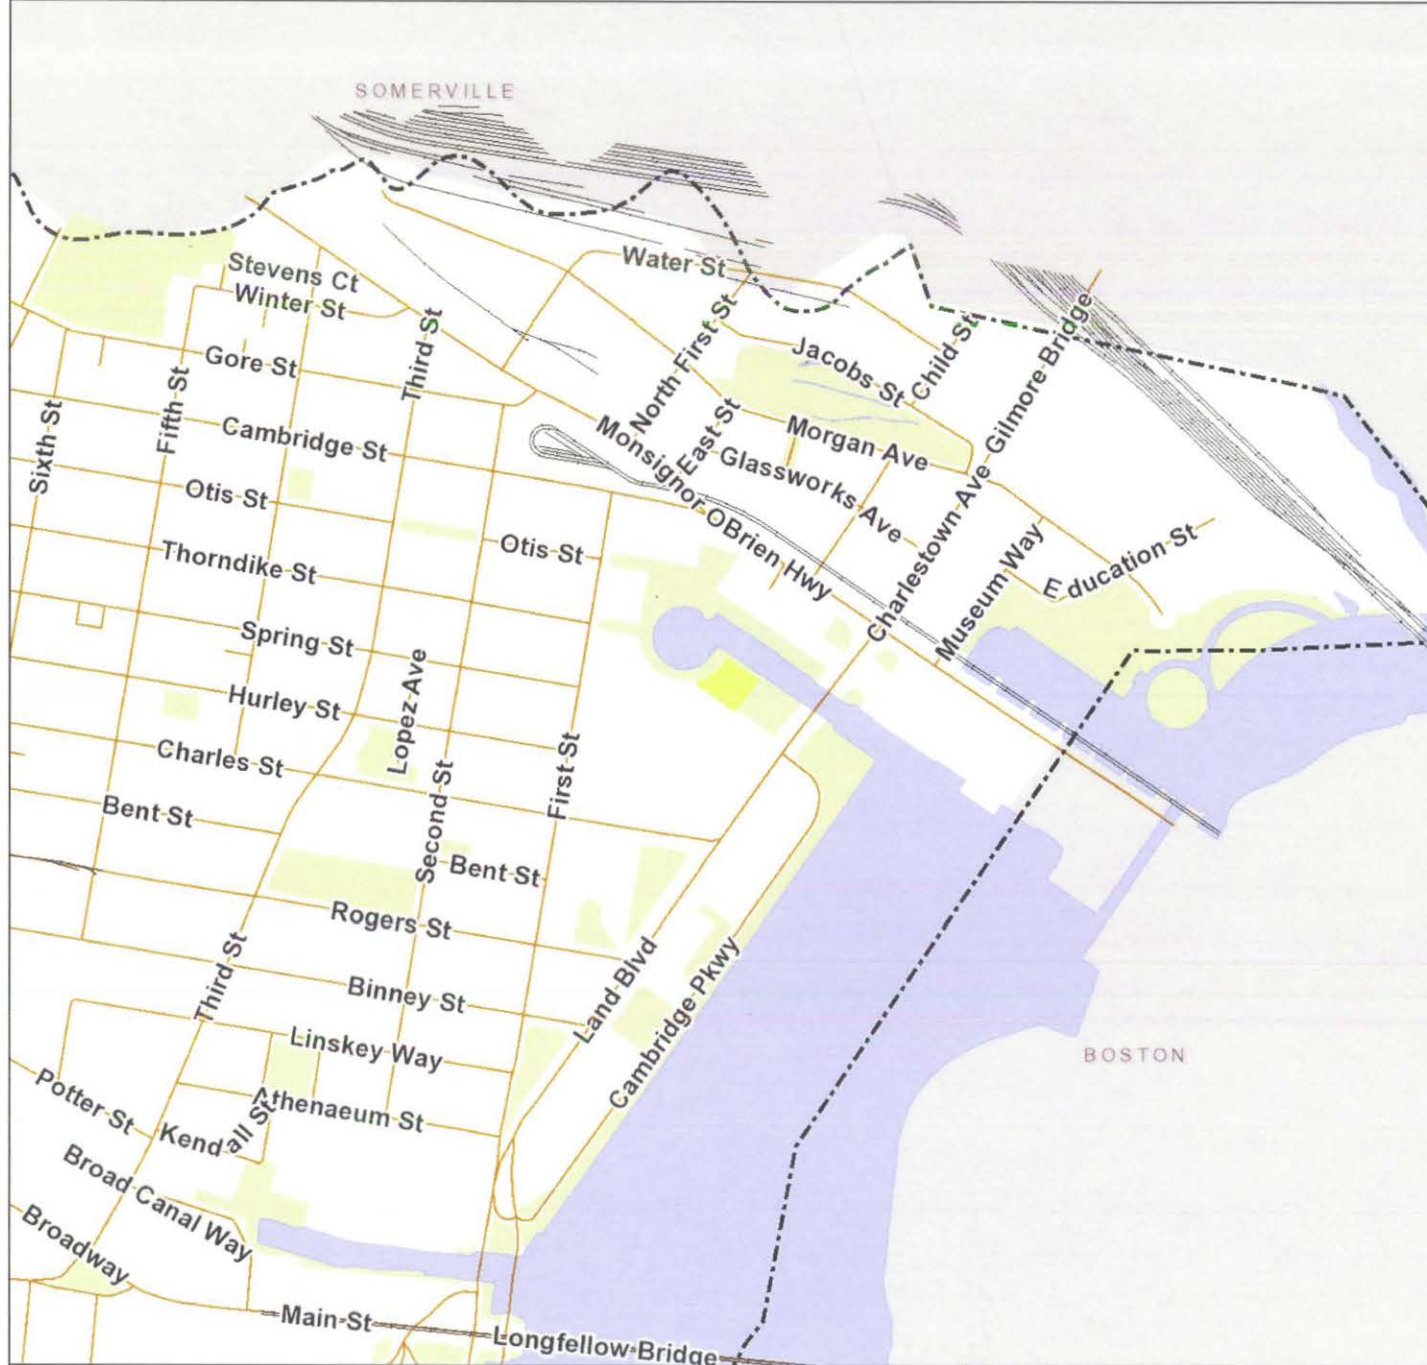 SOMERVILLE
Water St
Stevens Ct
Winter St
Third St
North First St
Child St
Gilmore Bridge
Jacobs St
Gore St
Fifth St
Sixth St
Cambridge St
East St
Morgan Ave
Monsignor OBrien Hwy
Glassworks Ave
Otis St
Otis St
Charlestown Ave
Museum Way
E ducation St
Thorndike St
Spring St
Lopez Ave
Hurley St
Charles St
First St
Second St
Bent St
Bent St
Rogers St
Third St
Binney St
Land Blvd
Cambridge Pkwy
Linskey Way
BOSTON
Potter St
Athenaeum St
Kend all St
Broad Canal Way
Broadway
Main St
Longfellow Bridge